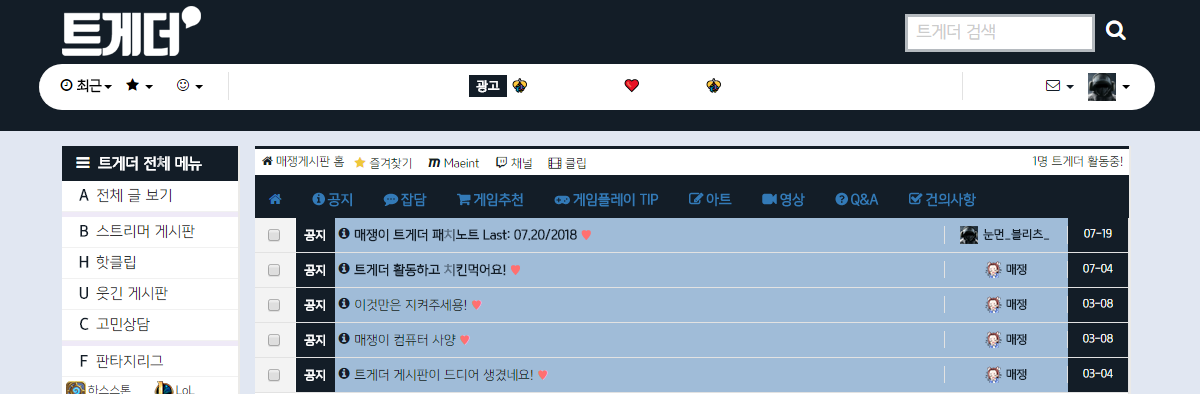 트게더
트게더 검색
최근
광고
트게더 전체 메뉴
A 전체 글 보기
B 스트리머 게시판
H 핫클립
U 웃긴 게시판
C 고민상담
F 판타지리그
하스스톤 LoL
매쟁게시판 홈 즐겨찾기 m Maeint 채널 클립 1명 트게더 활동중!
공지 잡담 게임추천 게임플레이 TIP 아트 영상 Q&A 건의사항
공지 매쟁이 트게더 패치노트 Last: 07.20/2018 눈먼_블리츠_ 07-19
공지 트게더 활동하고 치킨먹어요! 매쟁 07-04
공지 이것만은 지켜주세용! 매쟁 03-08
공지 매쟁이 컴퓨터 사양 매쟁 03-08
공지 트게더 게시판이 드디어 생겼네요! 매쟁 03-04